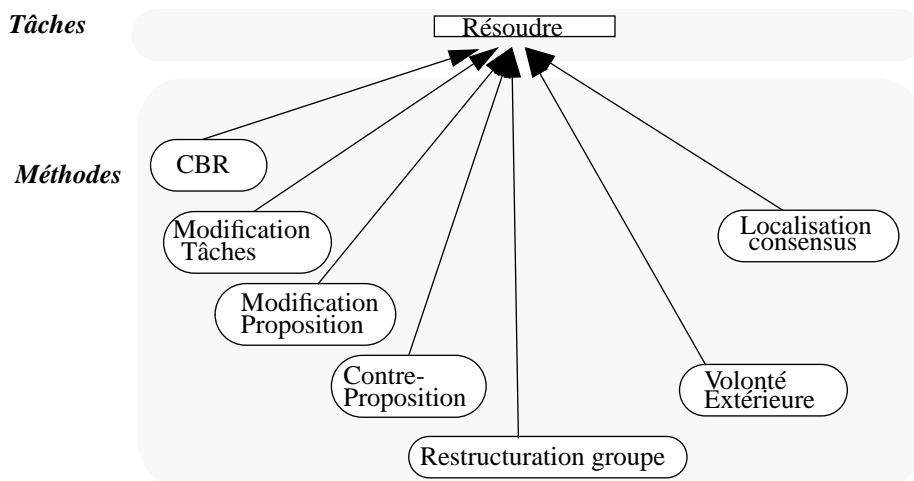 Tâches
Résoudre
CBR
Méthodes
Modification
Tâches
Localisation
consensus
Modification
Proposition
Contre-
Proposition
Volonté
Extérieure
Restructuration groupe